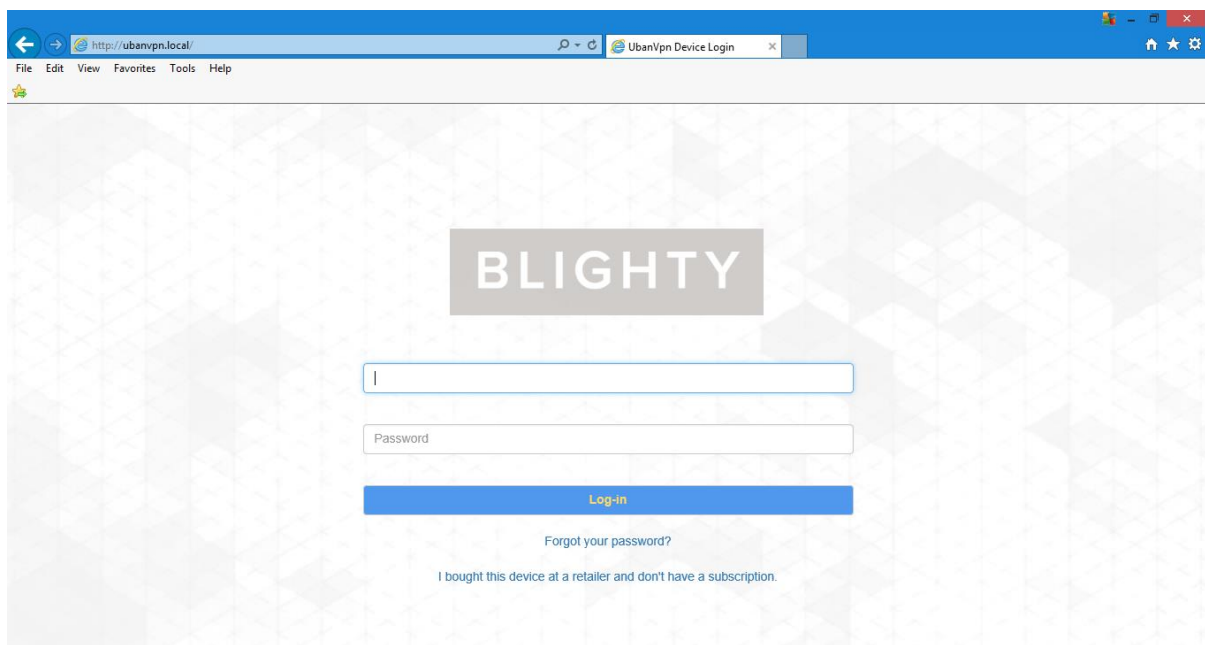 http://ubanvpn.local/
UbanVpn Device Login
File Edit View Favorites Tools Help
BLIGHTY
Password
Log-in
Forgot your password?
I bought this device at a retailer and don't have a subscription.